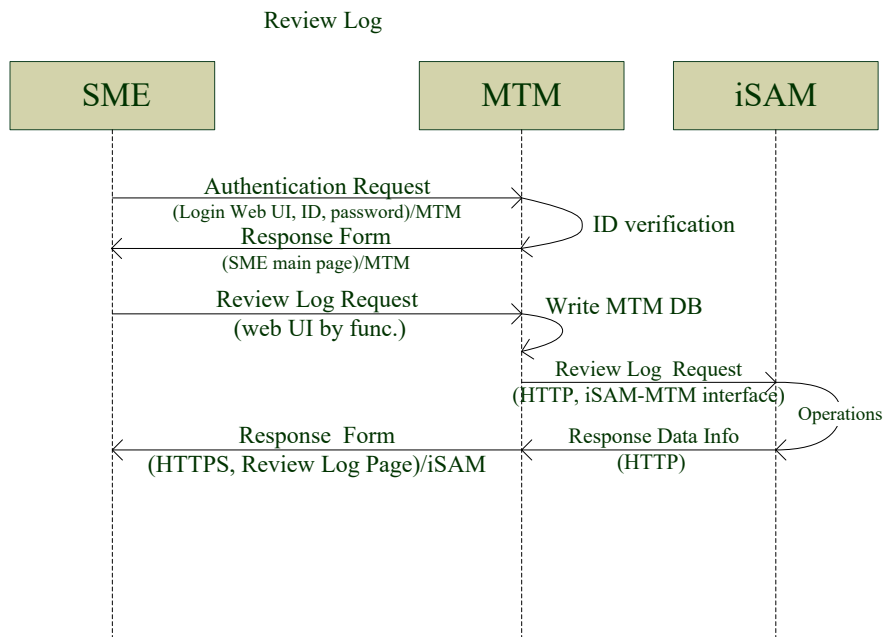 Review Log
SME
MTM
iSAM
Authentication Request
(Login Web UI, ID, password)/MTM
ID verification
Response Form
(SME main page)/MTM
Review Log Request
(web UI by func.)
Write MTM DB
Review Log Request
(HTTP, iSAM-MTM interface)
Operations
Response Form
(HTTPS, Review Log Page)/iSAM
Response Data Info
(HTTP)